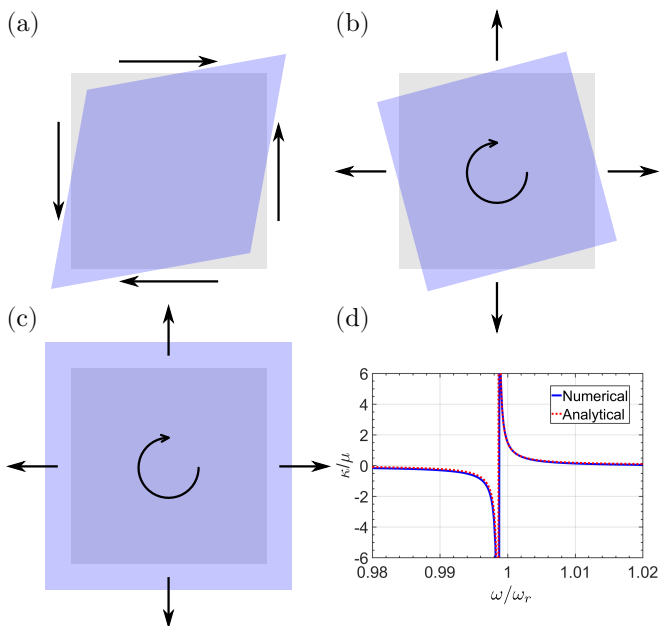 (a)
(b)
(c)
(d)
κ/μ
6
4
2
0
-2
-4
-6
Numerical
Analytical
0.98
0.99
1
1.01
1.02
ω/ω_r